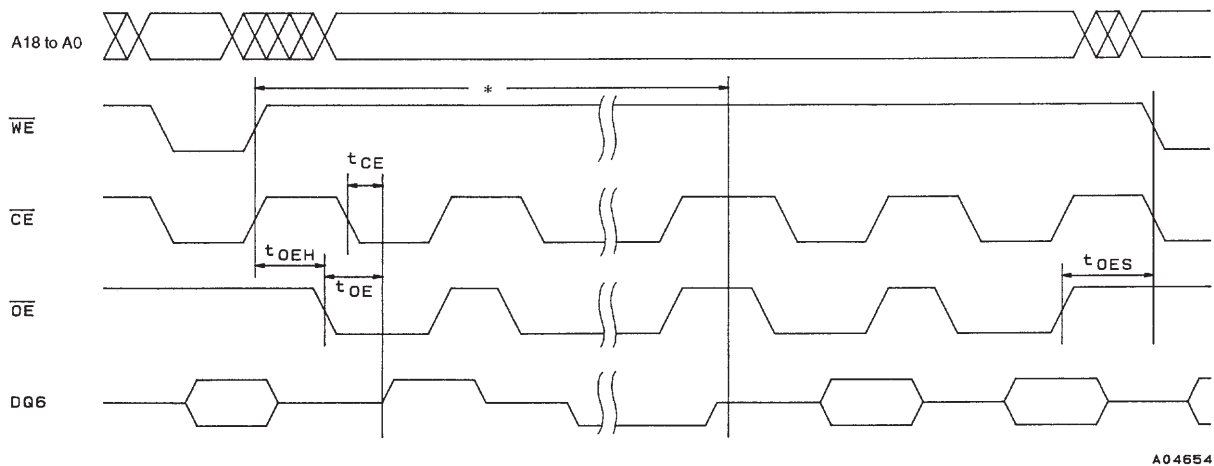 A18 to A0
*
WE
tCE
CE
tOEH
tOE
tOES
OE
DQ6
A04654